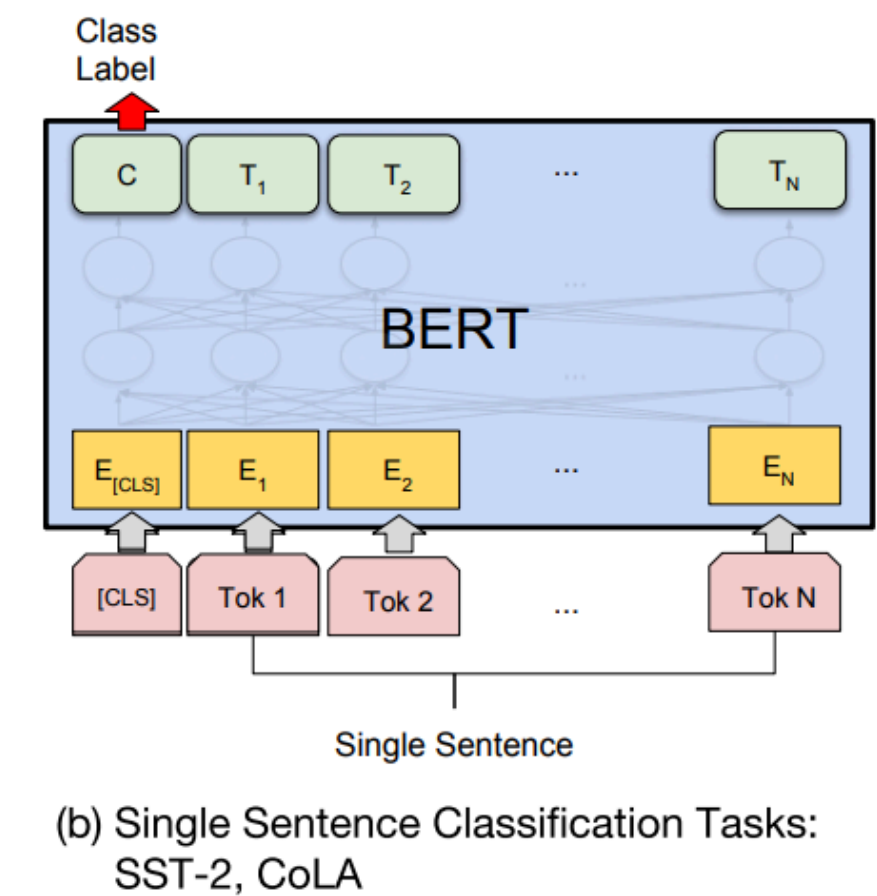 Class
Label
C T1 T2 ... TN
...
BERT
...
E[CLS] E1 E2 ... EN
[CLS] Tok 1 Tok 2 ... Tok N
Single Sentence
(b) Single Sentence Classification Tasks:
SST-2, CoLA